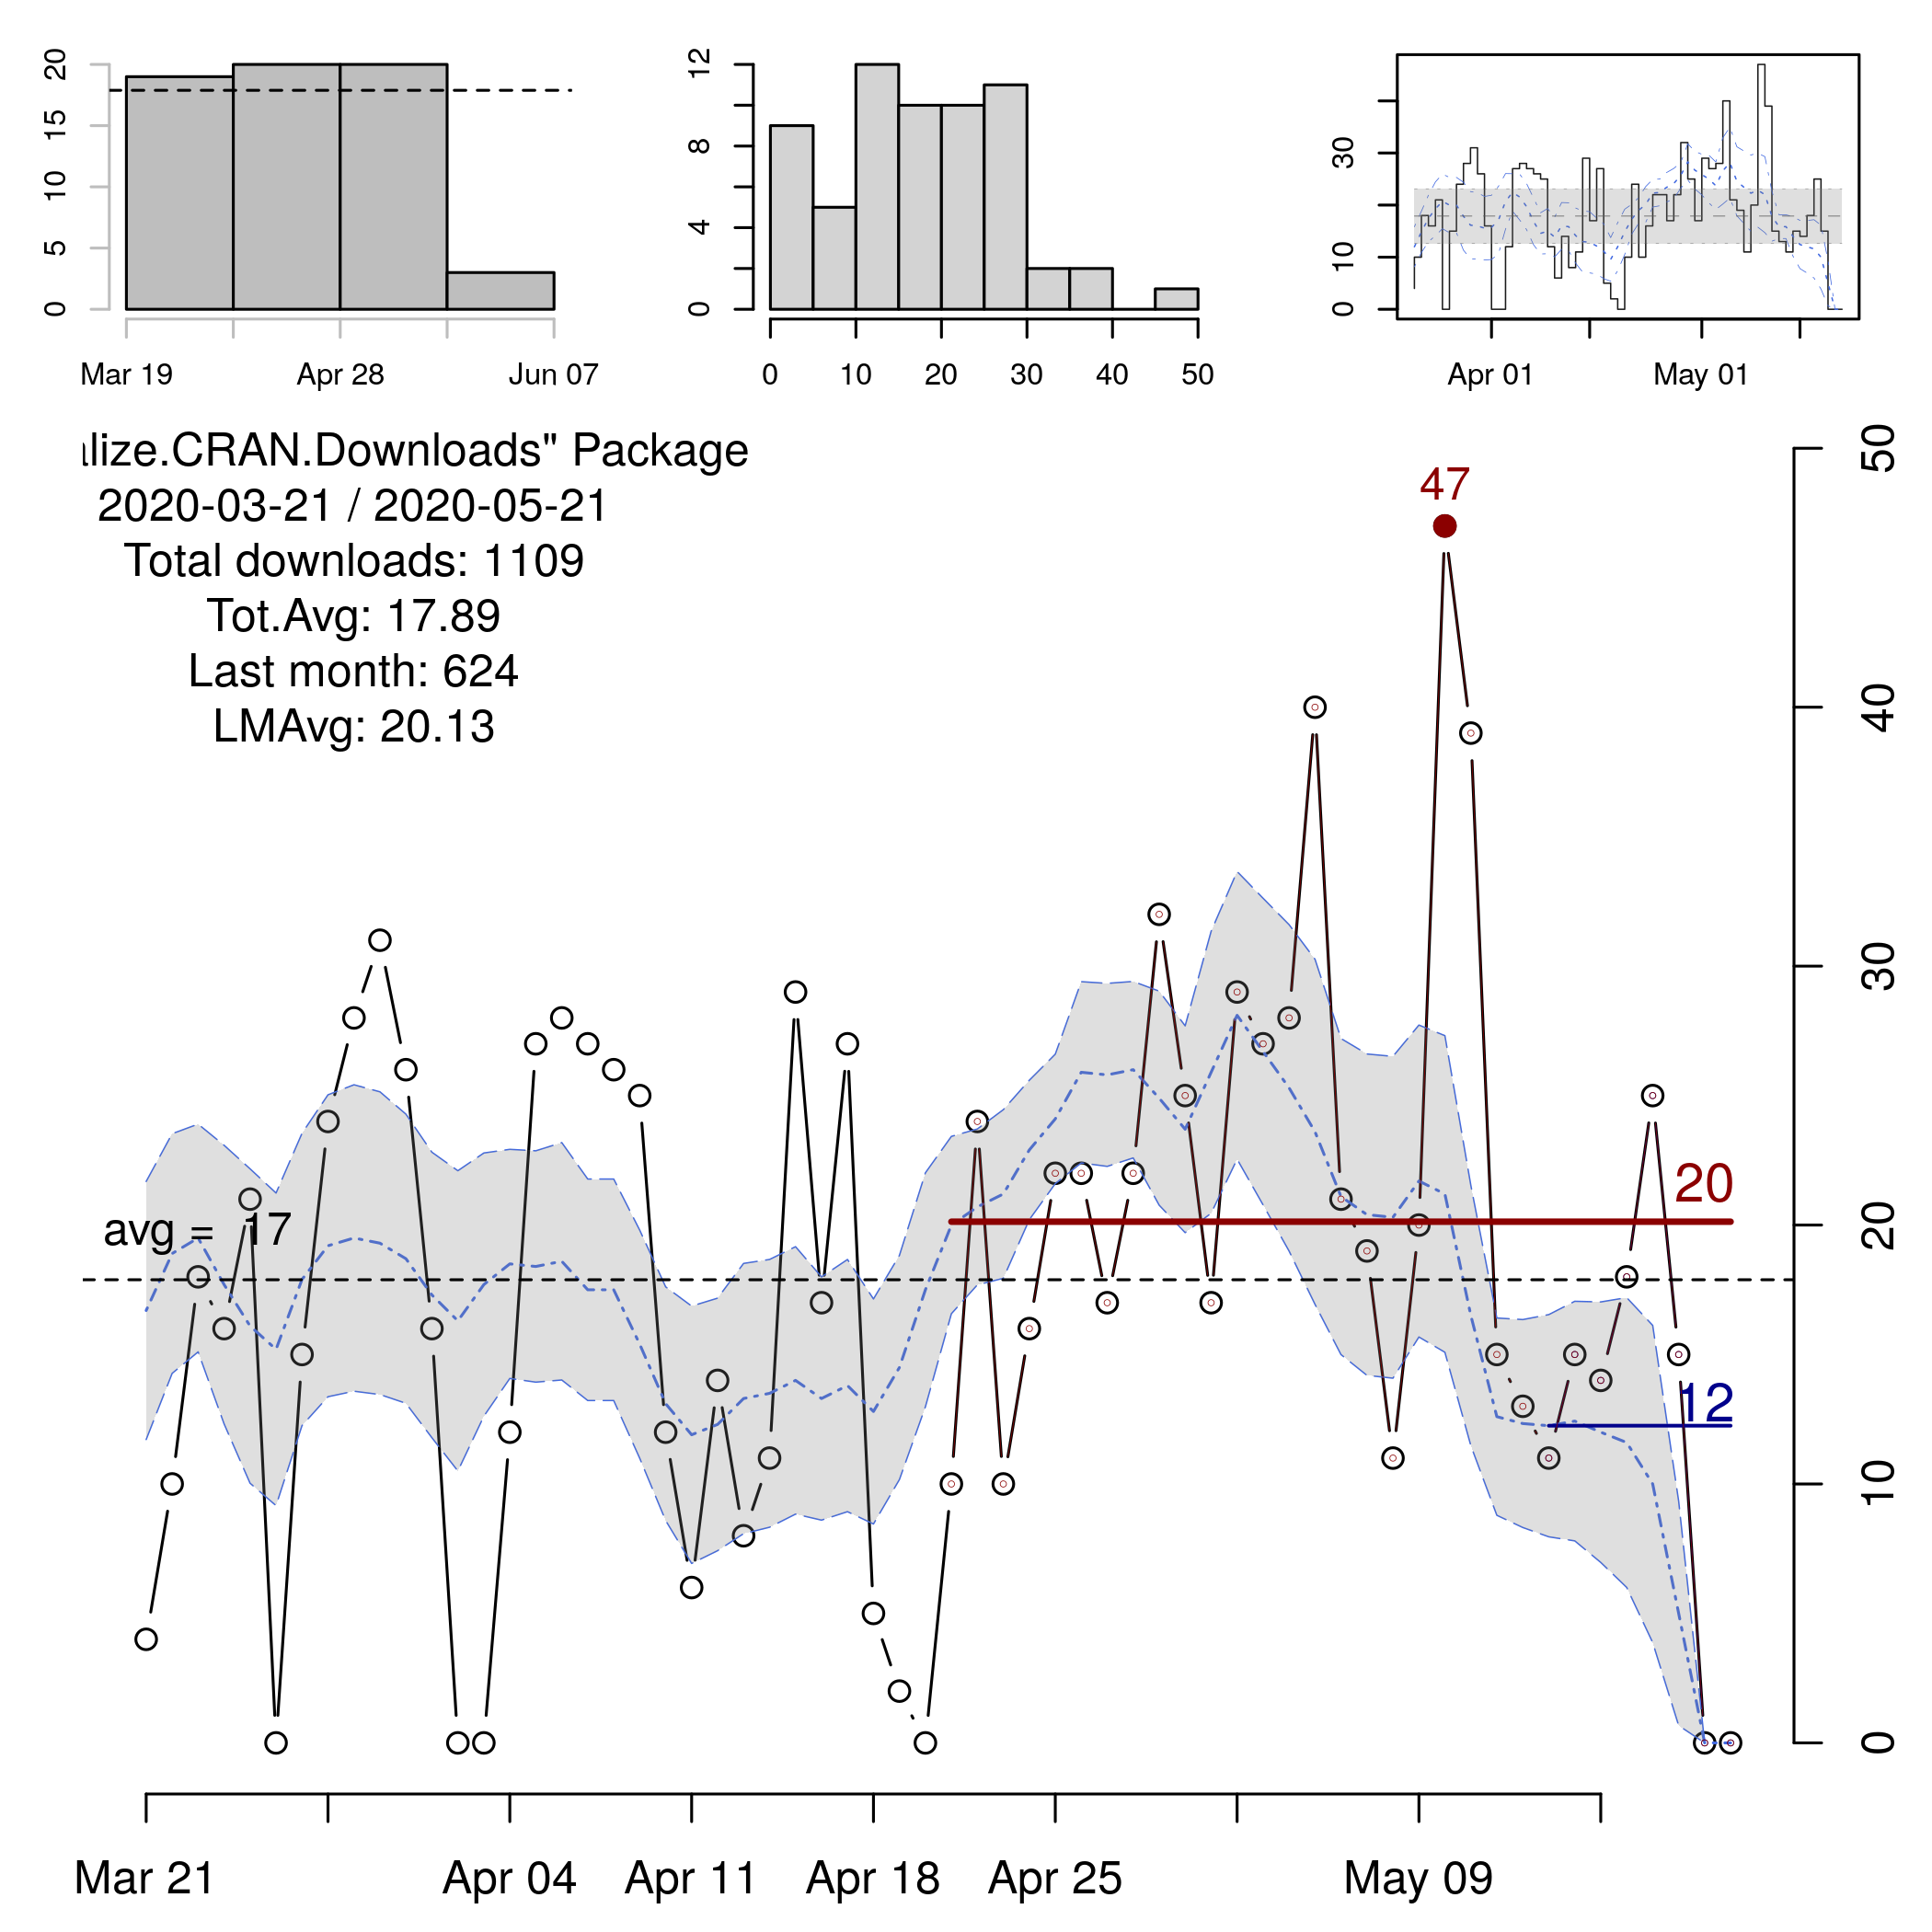 20
15
10
5
0
Mar 19 Apr 28 Jun 07
12
8
4
0
0 10 20 30 40 50
30
10
0
Apr 01 May 01
alize.CRAN.Downloads" Package
2020-03-21 / 2020-05-21
Total downloads: 1109
Tot.Avg: 17.89
Last month: 624
LMAvg: 20.13
47
avg = 17
20
12
50
40
30
20
10
0
Mar 21 Apr 04 Apr 11 Apr 18 Apr 25 May 09